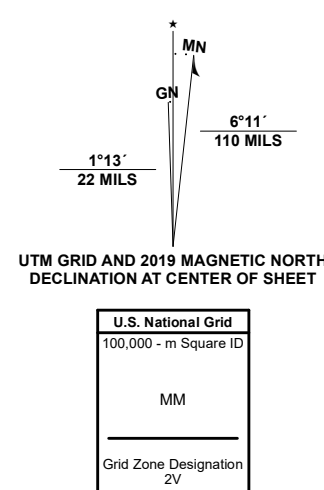 ★
MN
GN
6°11´
110 MILS
1°13´
22 MILS
UTM GRID AND 2019 MAGNETIC NORTH
DECLINATION AT CENTER OF SHEET
U.S. National Grid
100,000 - m Square ID
MM
Grid Zone Designation
2V